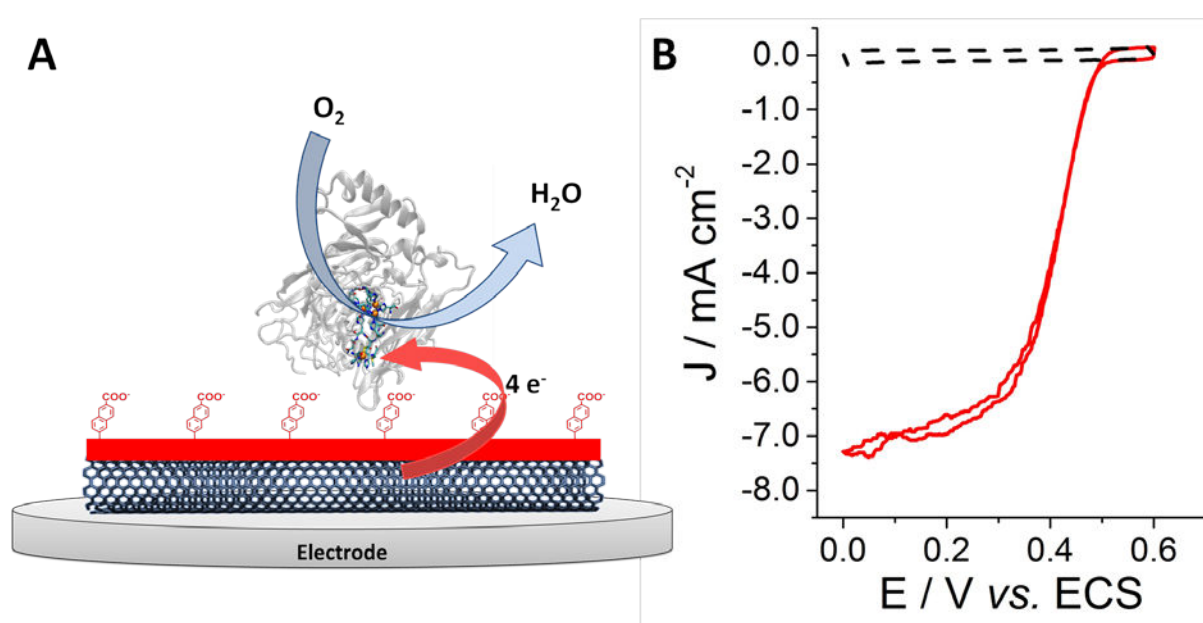 A
O₂
H₂O
4 e⁻
COO⁻ COO⁻ COO⁻ COO⁻ COO⁻ COO⁻
Electrode
B
0.0
-1.0
-2.0
-3.0
-4.0
-5.0
-6.0
-7.0
-8.0
J / mA cm⁻²
0.0 0.2 0.4 0.6
E / V vs. ECS